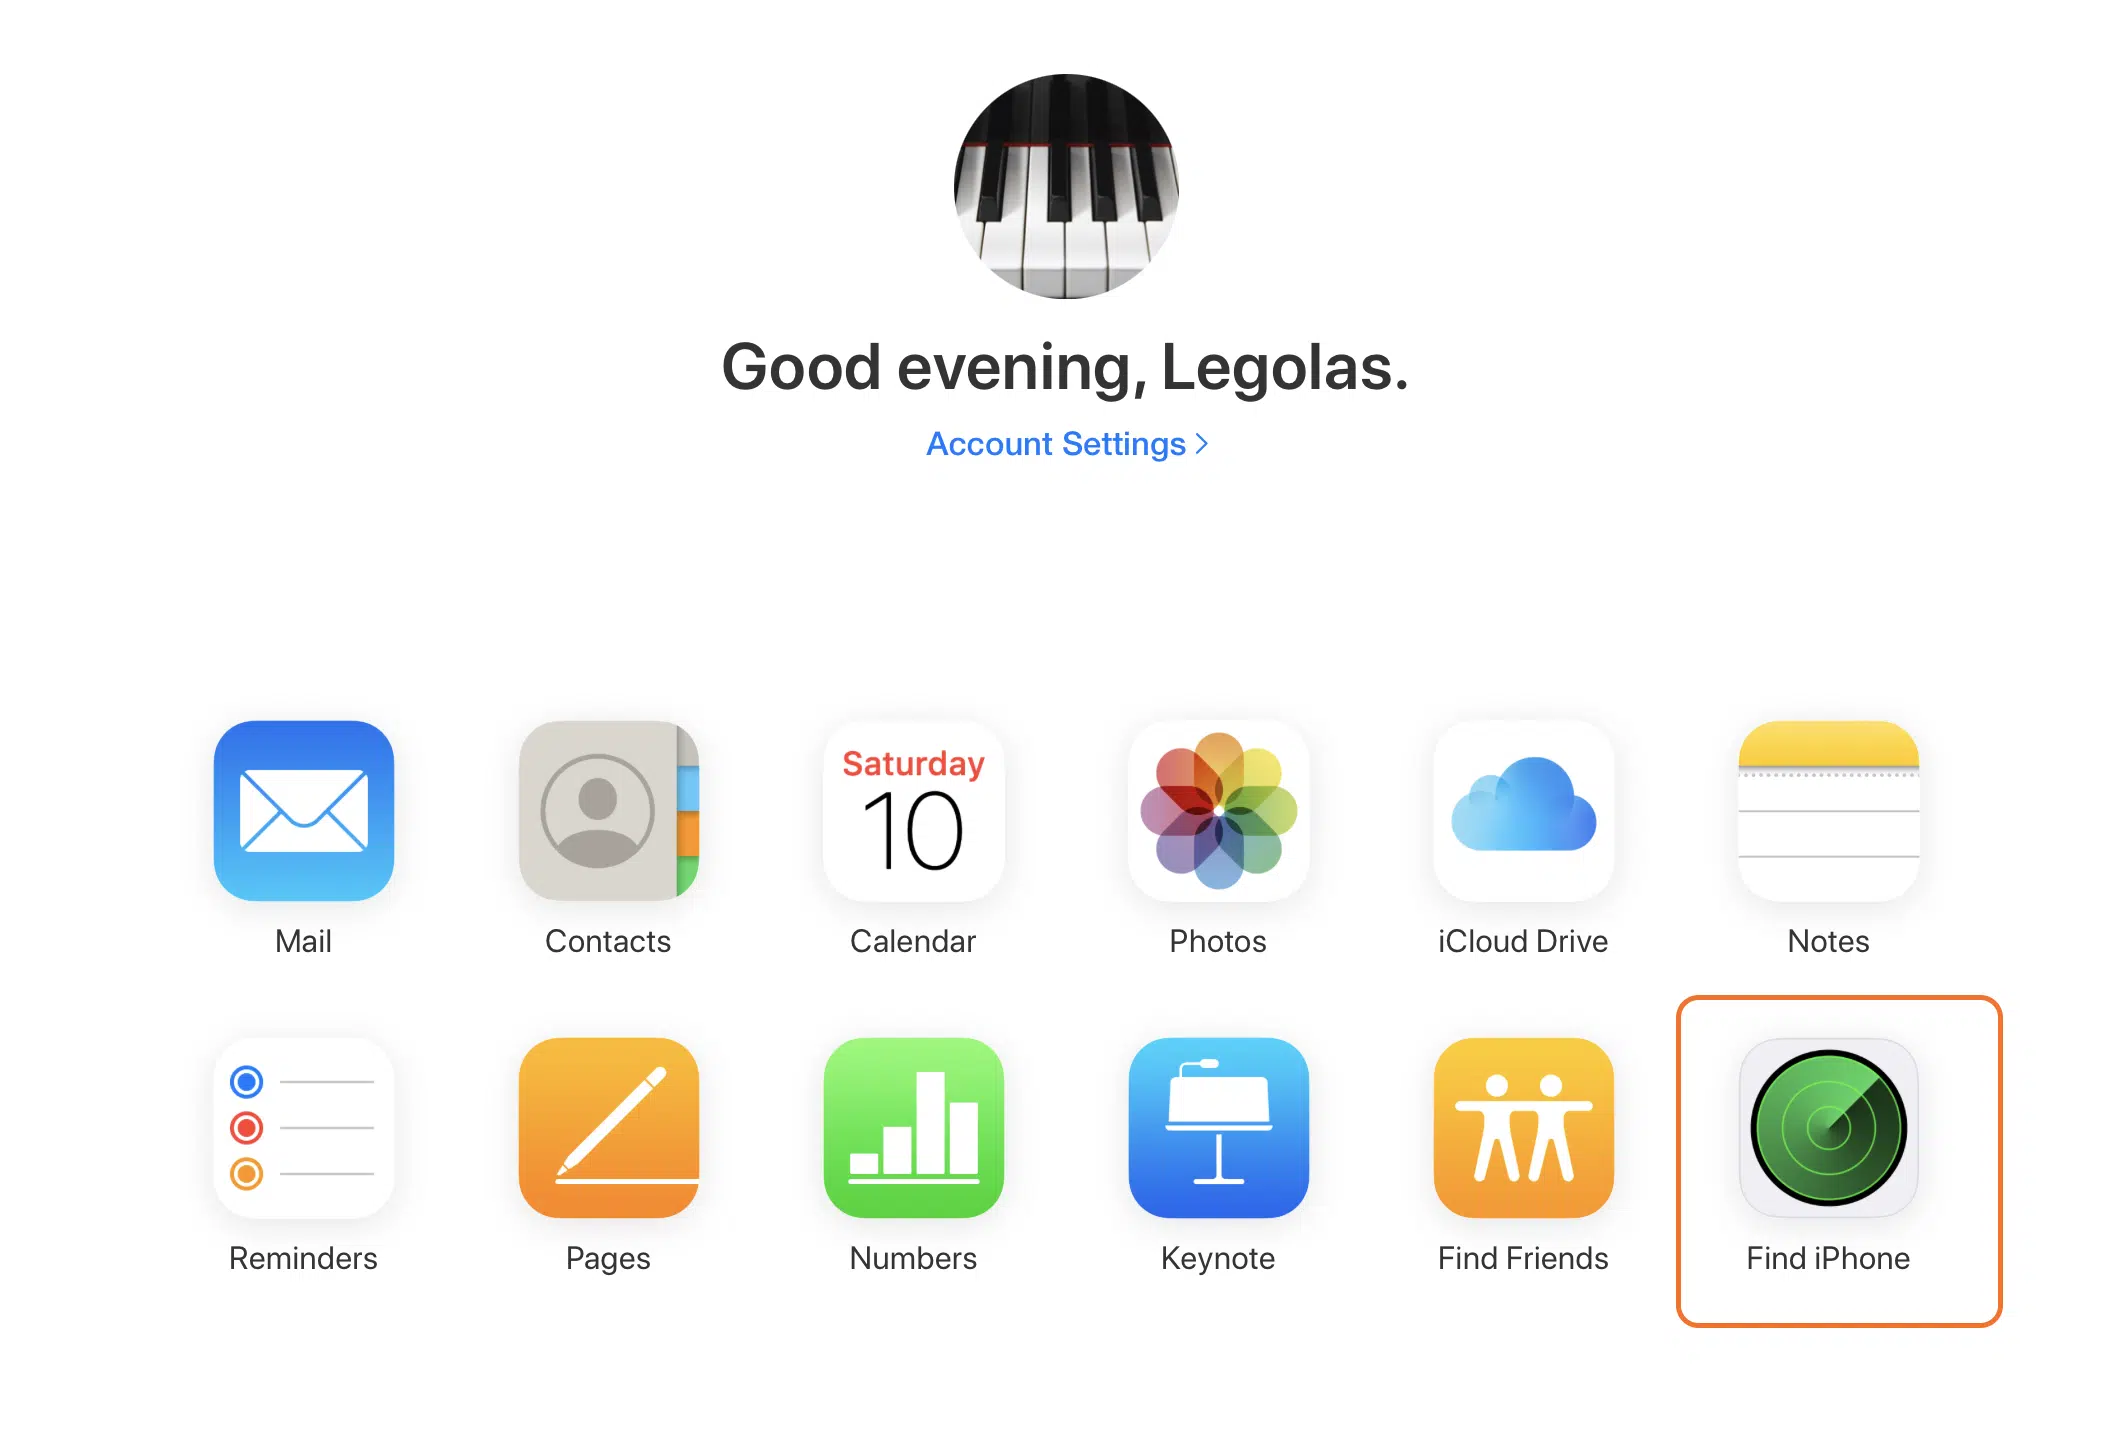 Good evening, Legolas.
Account Settings >
Saturday
10
Mail
Contacts
Calendar
Photos
iCloud Drive
Notes
Reminders
Pages
Numbers
Keynote
Find Friends
Find iPhone